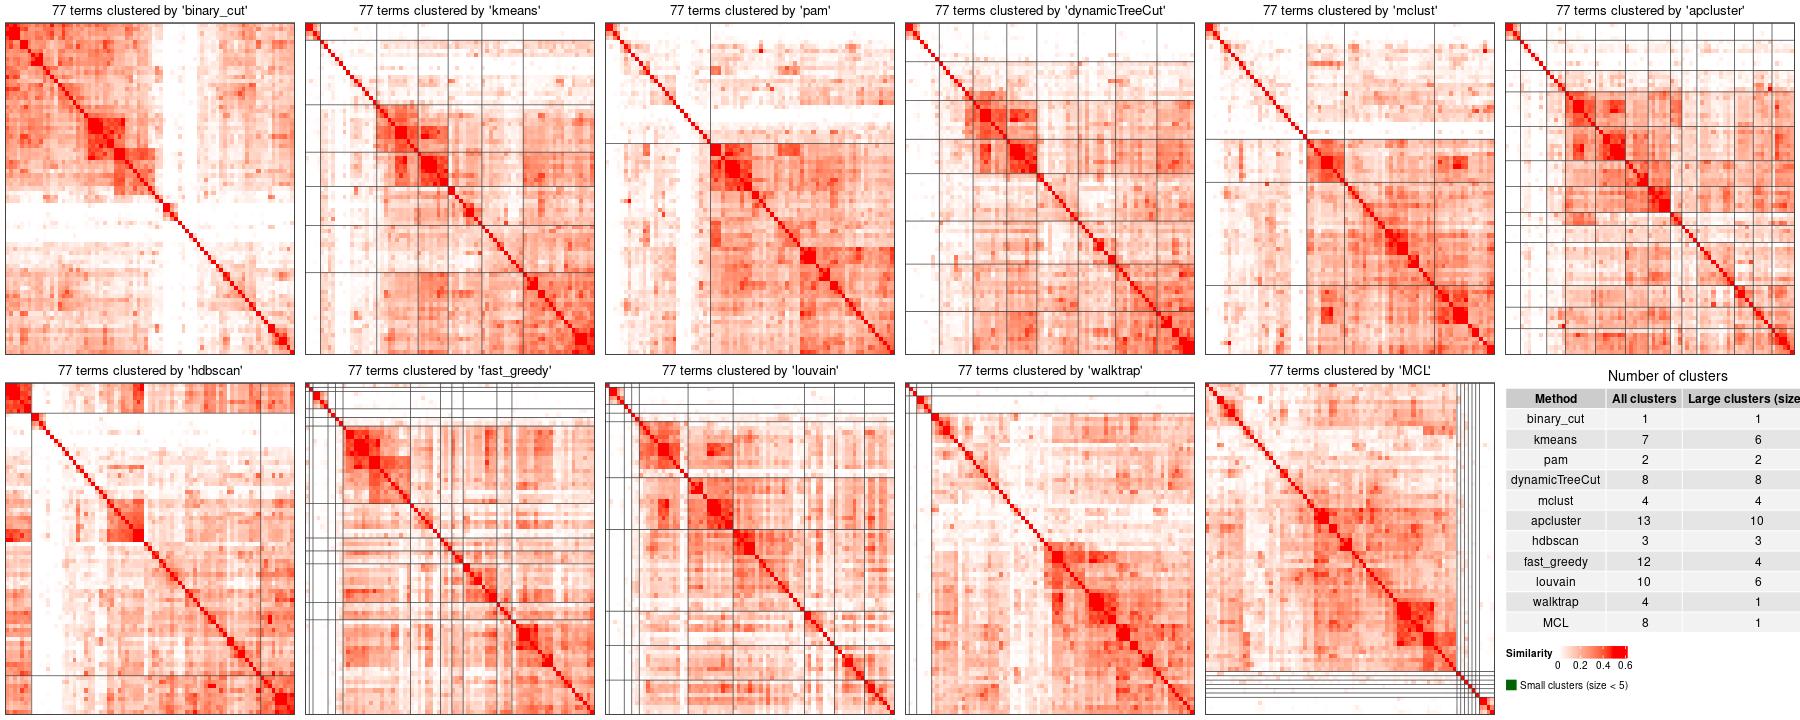 77 terms clustered by 'binary_cut'
77 terms clustered by 'kmeans'
77 terms clustered by 'pam'
77 terms clustered by 'dynamicTreeCut'
77 terms clustered by 'mclust'
77 terms clustered by 'apcluster'
77 terms clustered by 'hdbscan'
77 terms clustered by 'fast_greedy'
77 terms clustered by 'louvain'
77 terms clustered by 'walktrap'
77 terms clustered by 'MCL'
Number of clusters
Method All clusters Large clusters (size
binary_cut 1 1
kmeans 7 6
pam 2 2
dynamicTreeCut 8 8
mclust 4 4
apcluster 13 10
hdbscan 3 3
fast_greedy 12 4
louvain 10 6
walktrap 4 1
MCL 8 1
Similarity
0 0.2 0.4 0.6
Small clusters (size < 5)